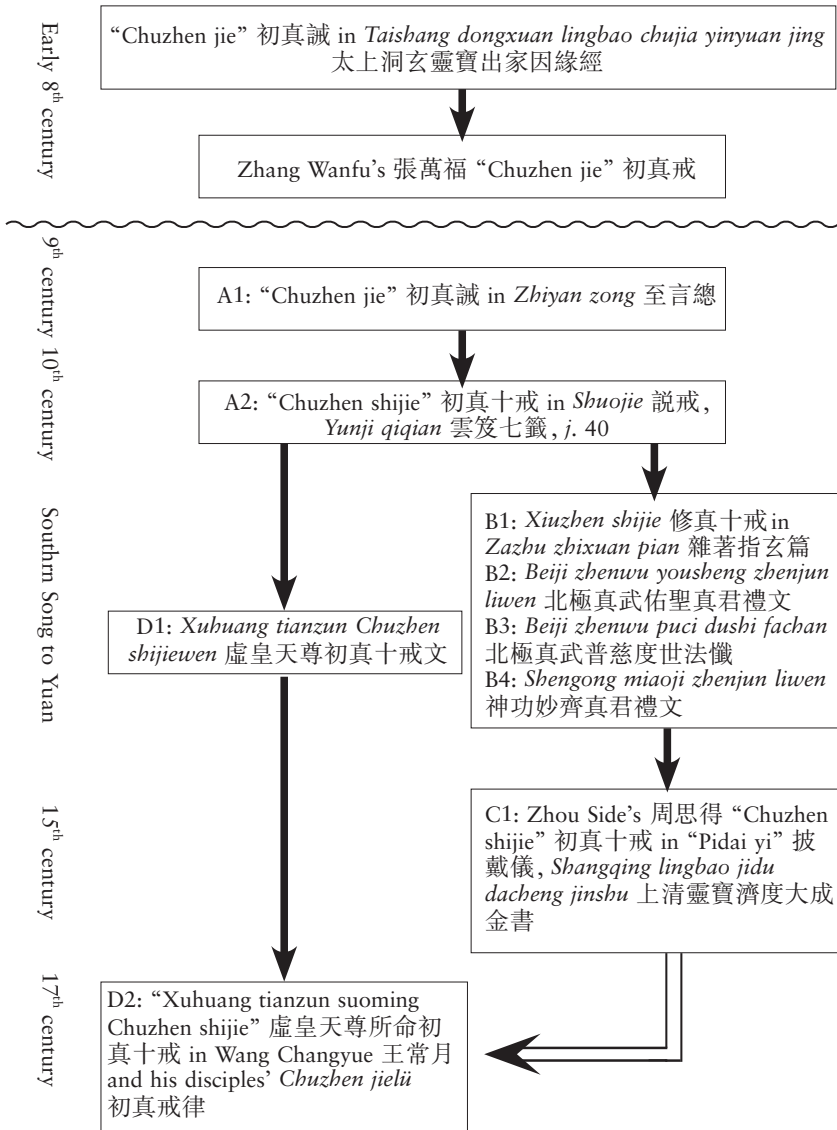 Early 8th century
“Chuzhen jie” 初真誡 in Taishang dongxuan lingbao chujia yinyuan jing
太上洞玄靈寶出家因緣經
Zhang Wanfu's 張萬福 “Chuzhen jie” 初真戒
9th century
A1: “Chuzhen jie” 初真誡 in Zhiyan zong 至言總
10th century
A2: “Chuzhen shijie” 初真十戒 in Shuojie 説戒,
Yunji qiqian 雲笈七籤, j. 40
Southrn Song to Yuan
D1: Xuhuang tianzun Chuzhen
shijiewen 虛皇天尊初真十戒文
B1: Xiuzhen shijie 修真十戒 in
Zazhu zhixuan pian 雜著指玄篇
B2: Beiji zhenwu yousheng zhenjun
liwen 北極真武佑聖真君禮文
B3: Beiji zhenwu puci dushi fachan
北極真武普慈度世法懺
B4: Shengong miaoji zhenjun liwen
神功妙齊真君禮文
15th century
C1: Zhou Side's 周思得 “Chuzhen
shijie” 初真十戒 in “Pidai yi” 披
戴儀, Shangqing lingbao jidu
dacheng jinshu 上清靈寶濟度大成
金書
17th century
D2: “Xuhuang tianzun suoming
Chuzhen shijie” 虛皇天尊所命初
真十戒 in Wang Changyue 王常月
and his disciples’ Chuzhen jielü
初真戒律